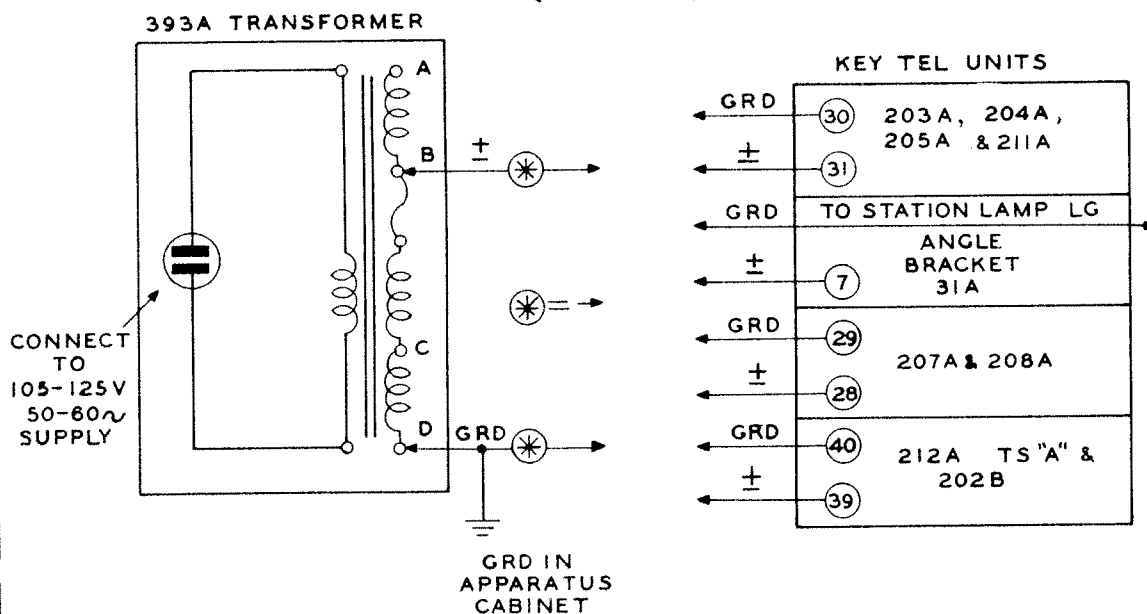 393A TRANSFORMER
A
B
±
C
D
GRD
CONNECT
TO
105-125V
50-60~
SUPPLY
GRD IN
APPARATUS
CABINET
=
KEY TEL UNITS
GRD
30
203A, 204A,
205A & 211A
±
31
GRD
TO STATION LAMP LG
ANGLE
BRACKET
31A
±
7
GRD
29
207A & 208A
±
28
GRD
40
212A TS "A" &
202B
±
39